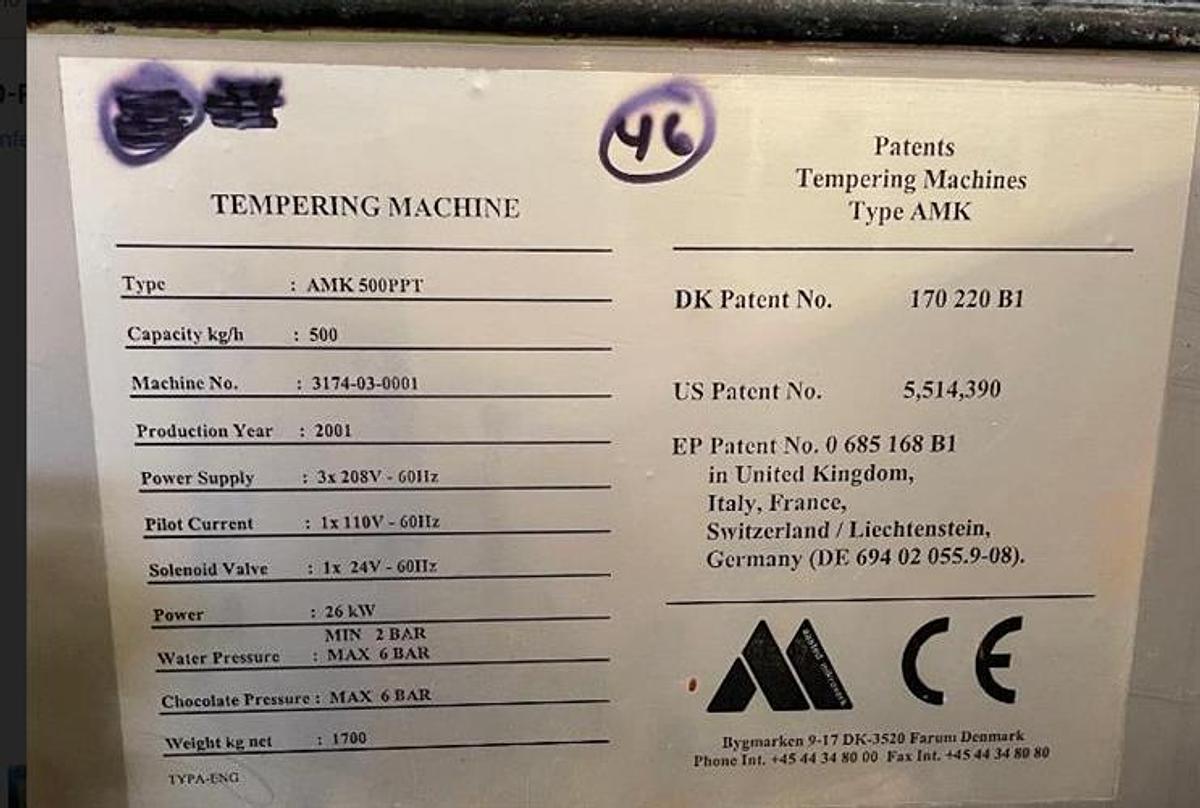 46
TEMPERING MACHINE
Type : AMK 500PPT
Capacity kg/h : 500
Machine No. : 3174-03-0001
Production Year : 2001
Power Supply : 3x 208V - 60Hz
Pilot Current : 1x 110V - 60Hz
Solenoid Valve : 1x 24V - 60Hz
Power : 26 kW
MIN 2 BAR
Water Pressure : MAX 6 BAR
Chocolate Pressure : MAX 6 BAR
Weight kg net : 1700
TYPA-ENG
Patents
Tempering Machines
Type AMK
DK Patent No. 170 220 B1
US Patent No. 5,514,390
EP Patent No. 0 685 168 B1
in United Kingdom,
Italy, France,
Switzerland / Liechtenstein,
Germany (DE 694 02 055.9-08).
aasted mikroverk
CE
Bygmarken 9-17 DK-3520 Farum Denmark
Phone Int. +45 44 34 80 00 Fax Int. +45 44 34 80 80